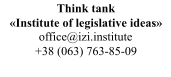 Think tank
«Institute of legislative ideas»
office@izi.institute
+38 (063) 763-85-09